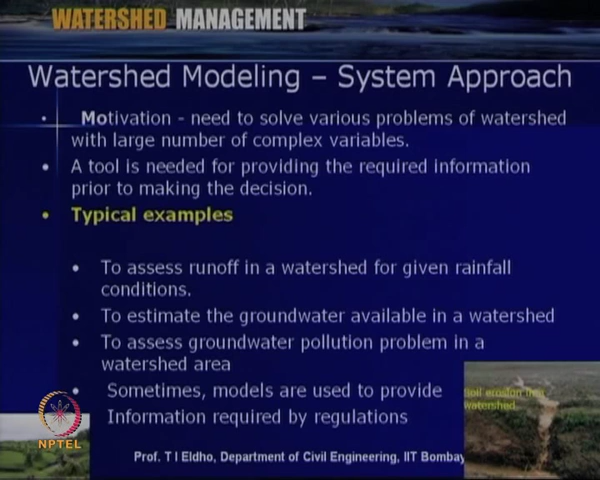 WATERSHED MANAGEMENT
Watershed Modeling – System Approach
• Motivation - need to solve various problems of watershed
with large number of complex variables.
• A tool is needed for providing the required information
prior to making the decision.
• Typical examples
• To assess runoff in a watershed for given rainfall
conditions.
• To estimate the groundwater available in a watershed
• To assess groundwater pollution problem in a
watershed area
• Sometimes, models are used to provide
Information required by regulations
Soil erosion from
watershed
NPTEL
Prof. T I Eldho, Department of Civil Engineering, IIT Bombay